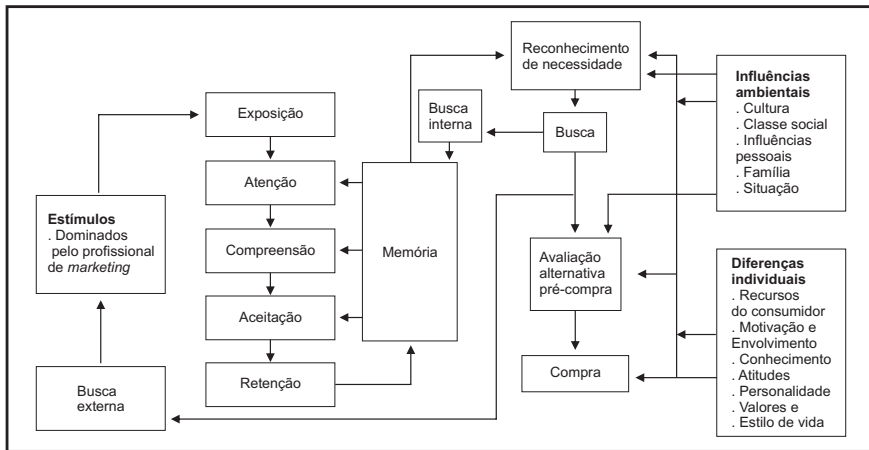 Estímulos
. Dominados
pelo profissional
de marketing
Busca
externa
Exposição
Atenção
Compreensão
Aceitação
Retenção
Memória
Busca
interna
Reconhecimento
de necessidade
Busca
Avaliação
alternativa
pré-compra
Compra
Influências
ambientais
. Cultura
. Classe social
. Influências
pessoais
. Família
. Situação
Diferenças
individuais
. Recursos
do consumidor
. Motivação e
Envolvimento
. Conhecimento
. Atitudes
. Personalidade
. Valores e
. Estilo de vida